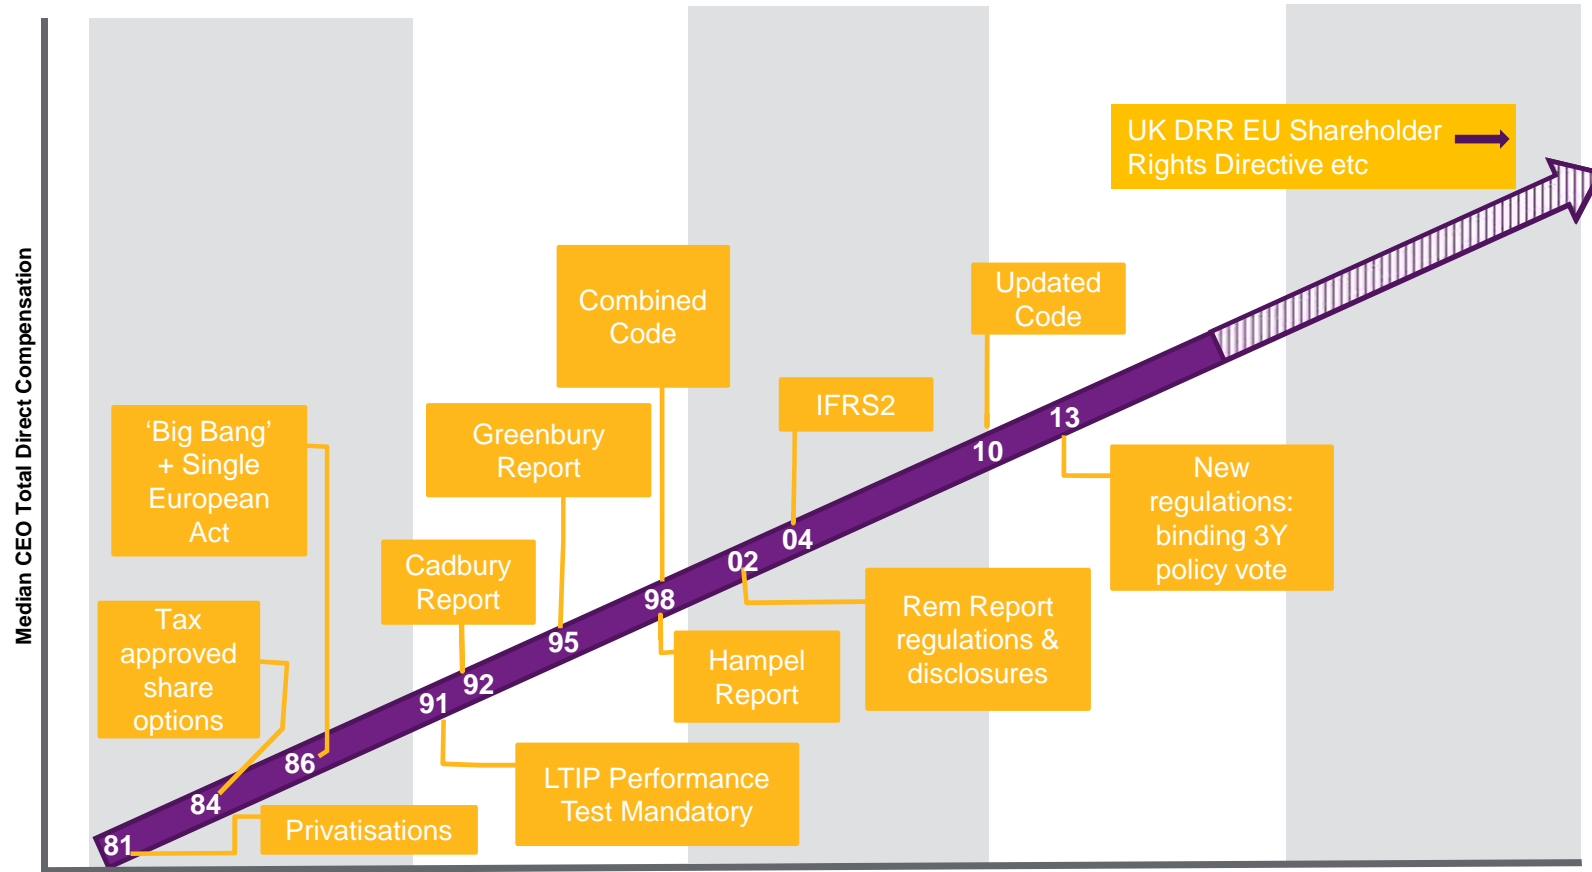 Median CEO Total Direct Compensation
UK DRR EU Shareholder
Rights Directive etc
Updated
Code
Combined
Code
IFRS2
‘Big Bang’
+ Single
European
Act
Greenbury
Report
13
10
New
regulations:
binding 3Y
policy vote
Cadbury
Report
04
02
Rem Report
regulations &
disclosures
98
95
Hampel
Report
Tax
approved
share
options
92
91
86
LTIP Performance
Test Mandatory
84
Privatisations
81